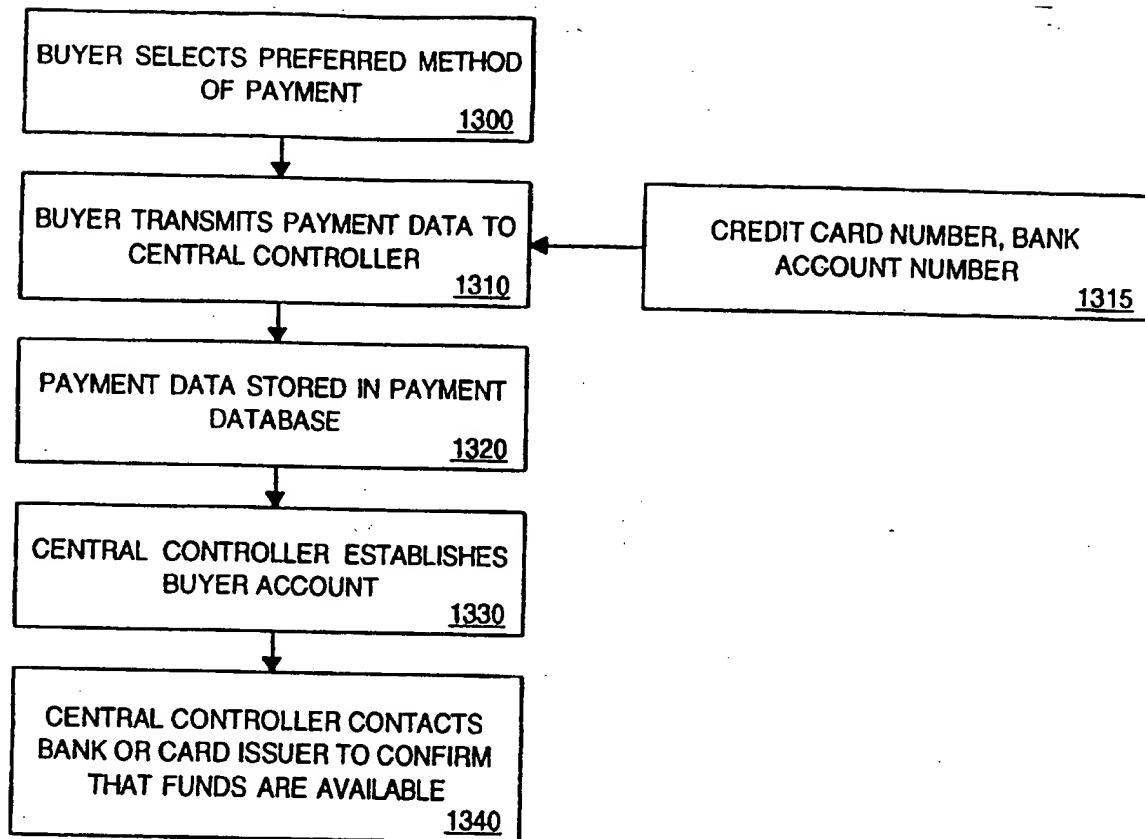 BUYER SELECTS PREFERRED METHOD
OF PAYMENT
1300
BUYER TRANSMITS PAYMENT DATA TO
CENTRAL CONTROLLER
1310
CREDIT CARD NUMBER, BANK
ACCOUNT NUMBER
1315
PAYMENT DATA STORED IN PAYMENT
DATABASE
1320
CENTRAL CONTROLLER ESTABLISHES
BUYER ACCOUNT
1330
CENTRAL CONTROLLER CONTACTS
BANK OR CARD ISSUER TO CONFIRM
THAT FUNDS ARE AVAILABLE
1340